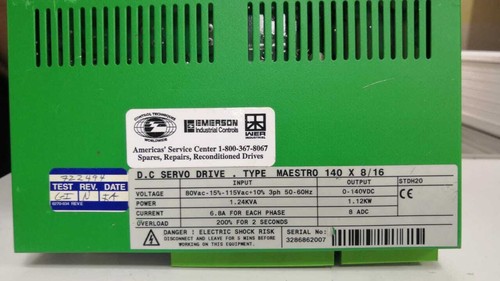 CONTROL TECHNIQUES
WORLDWIDE
EMERSON
Industrial Controls
WER
Americas' Service Center 1-800-367-8067
Spares, Repairs, Reconditioned Drives
722494
TEST REV. DATE
D.C SERVO DRIVE . TYPE MAESTRO 140 X 8/16
INPUT OUTPUT STDH20
VOLTAGE 80Vac-15%-115Vac+10% 3ph 50-60Hz 0-140VDC
POWER 1.24KVA 1.12KW CE
CURRENT 6.8A FOR EACH PHASE 8 ADC
OVERLOAD 200% FOR 2 SECONDS
DANGER : ELECTRIC SHOCK RISK
DISCONNECT AND LEAVE FOR 5 MINS BEFORE
WORKING ON THIS EQUIPMENT.
SERIAL No:
3286862007